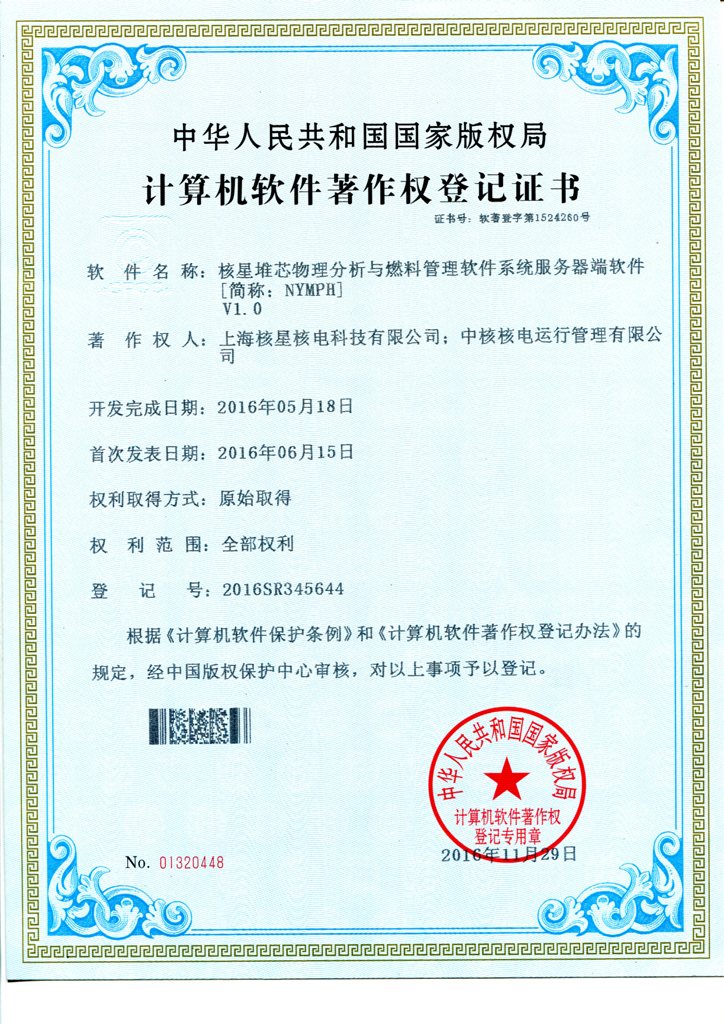 中华人民共和国国家版权局
计算机软件著作权登记证书
证书号：软著登字第1524260号
软件名称：核星堆芯物理分析与燃料管理软件系统服务器端软件
[简称：NYMPH]
V1.0
著作权人：上海核星核电科技有限公司；中核核电运行管理有限公
司
开发完成日期：2016年05月18日
首次发表日期：2016年06月15日
权利取得方式：原始取得
权利范围：全部权利
登记号：2016SR345644
根据《计算机软件保护条例》和《计算机软件著作权登记办法》的
规定，经中国版权保护中心审核，对以上事项予以登记。
中华人民共和国国家版权局
计算机软件著作权
登记专用章
2016年11月29日
No. 01320448